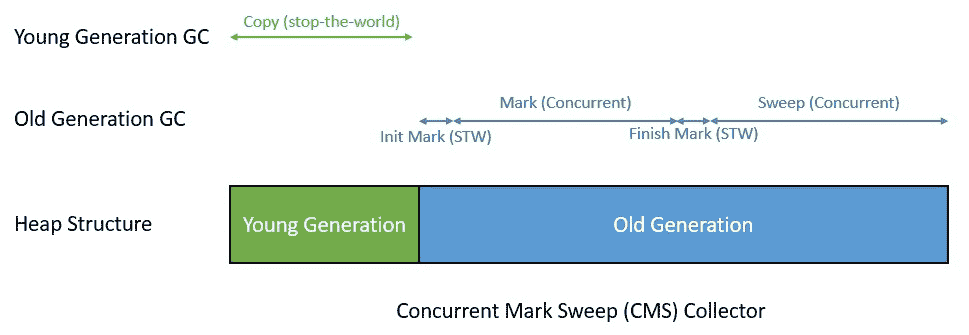 Young Generation GC
Copy (stop-the-world)
Old Generation GC
Init Mark (STW)
Mark (Concurrent)
Finish Mark (STW)
Sweep (Concurrent)
Heap Structure
Young Generation
Old Generation
Concurrent Mark Sweep (CMS) Collector